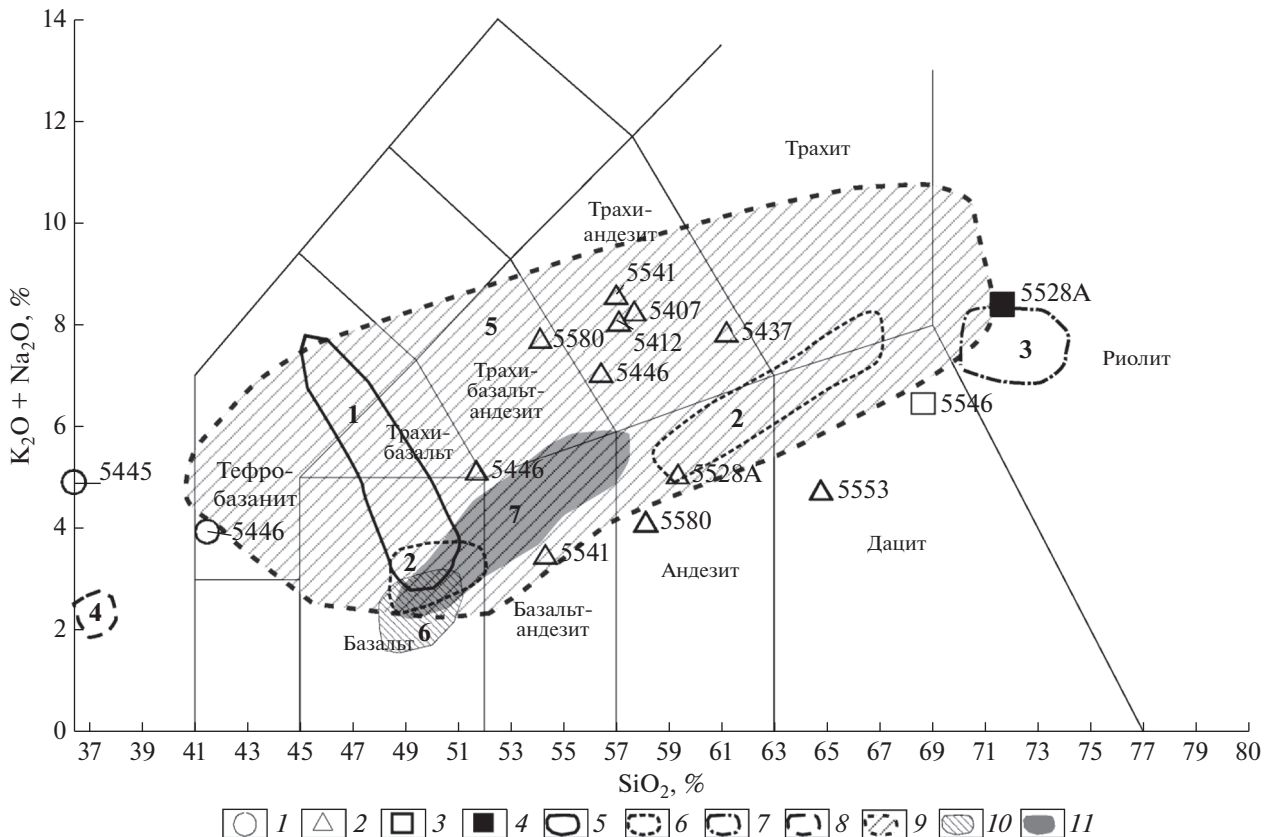 14
12
10
8
6
4
2
0
K₂O + Na₂O, %
37 39 41 43 45 47 49 51 53 55 57 59 61 63 65 67 69 71 73 75 77 80
SiO₂, %
Трахит
Трахи-
андезит
5541
5407
5412
5437
5580
5446
5
Трахи-
базальт-
андезит
5528A
3
Риолит
5546
1
Трахи-
базальт
2
5446
5528A
5553
5445
Тефро-
базанит
5446
7
5580
Дацит
2
5541
Андезит
4
6
Базальт
Базальт-
андезит
1 2 3 4 5 6 7 8 9 10 11